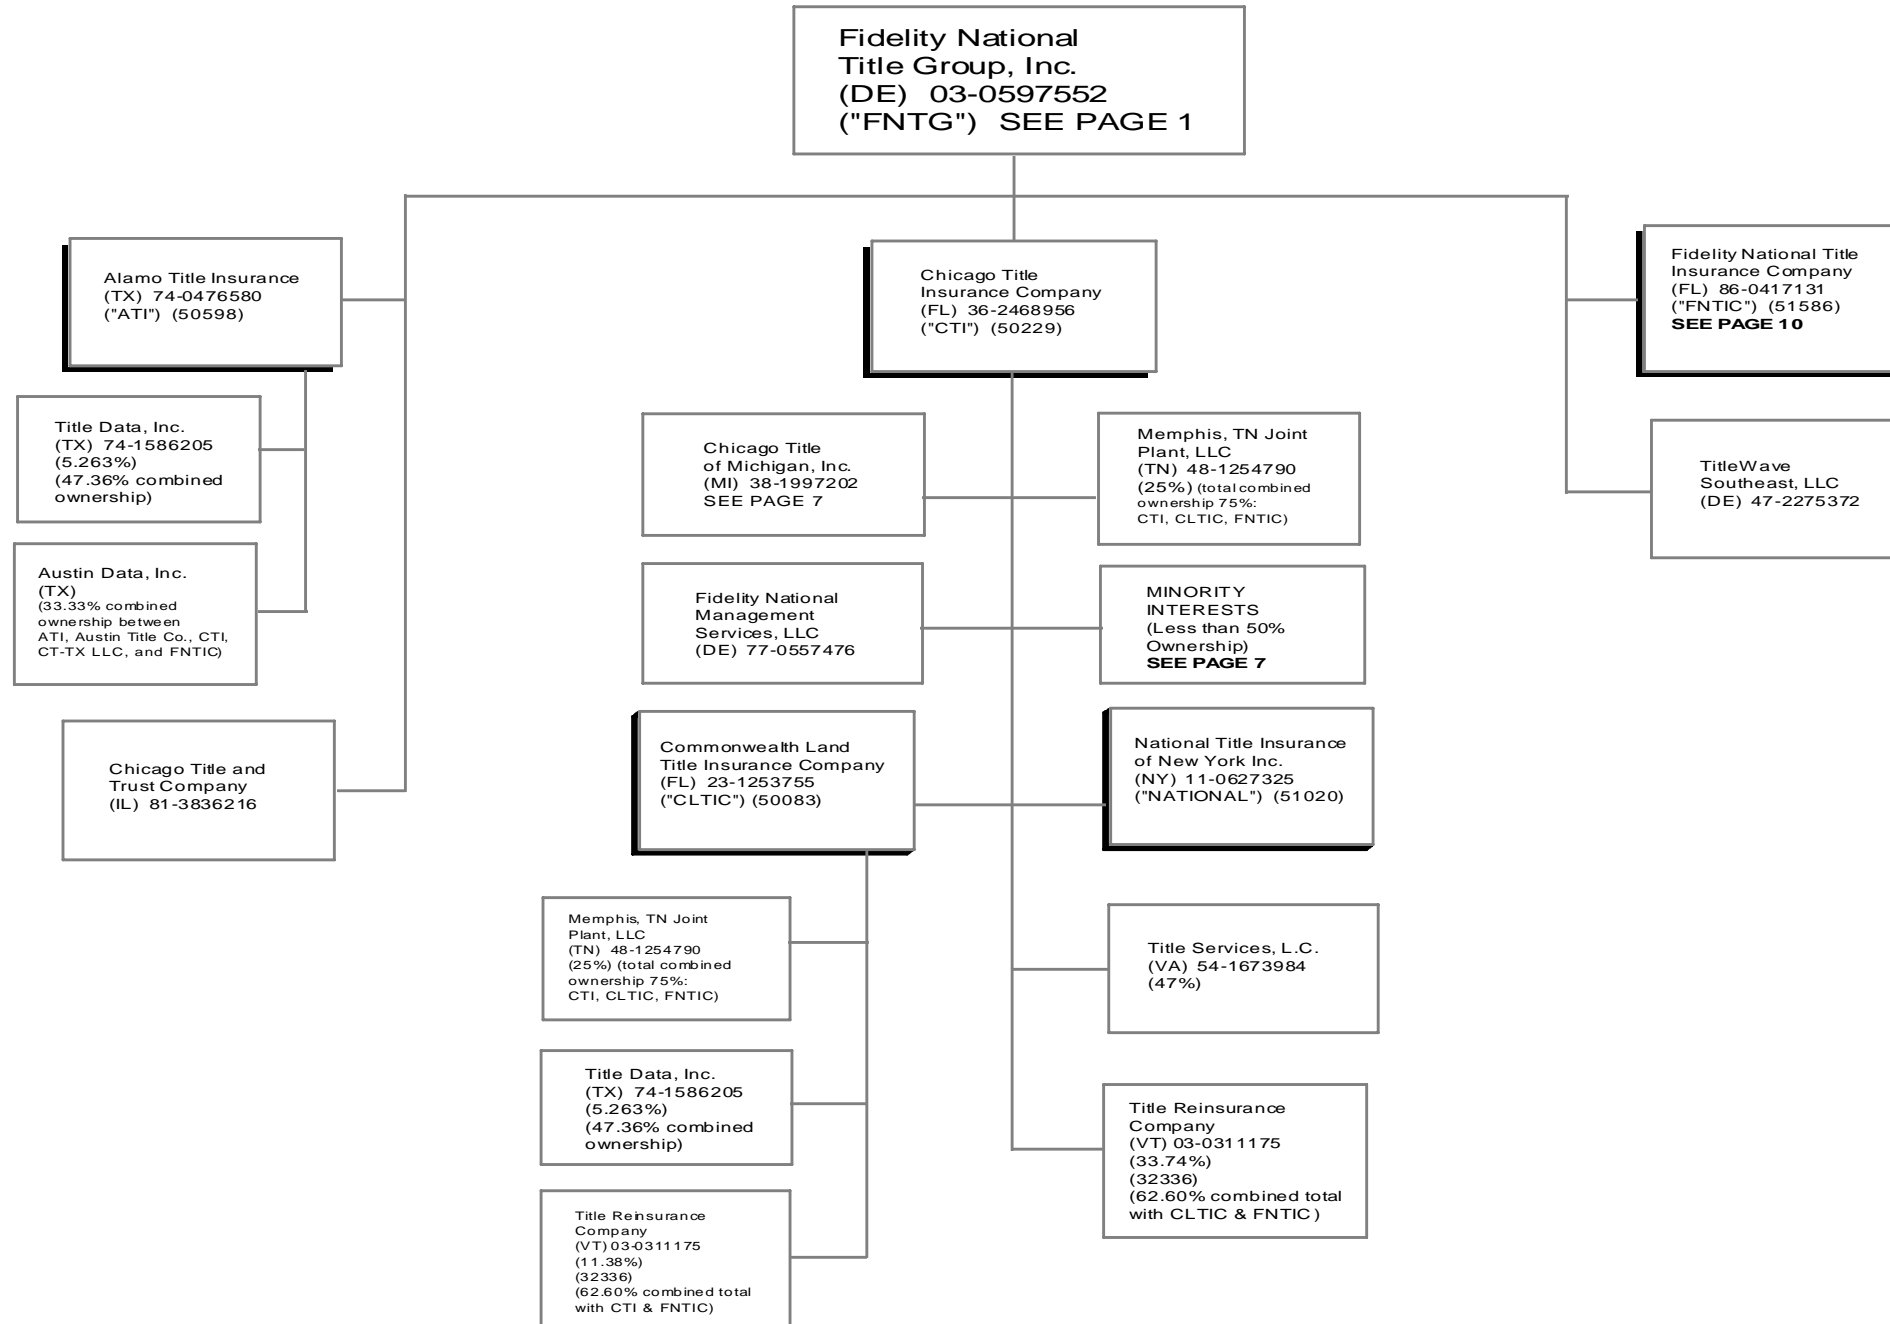 Fidelity National
Title Group, Inc.
(DE) 03-0597552
("FNTG") SEE PAGE 1
Alamo Title Insurance
(TX) 74-0476580
("ATI") (50598)
Chicago Title
Insurance Company
(FL) 36-2468956
("CTI") (50229)
Fidelity National Title
Insurance Company
(FL) 86-0417131
("FNTIC") (51586)
SEE PAGE 10
Title Data, Inc.
(TX) 74-1586205
(5.263%)
(47.36% combined
ownership)
Chicago Title
of Michigan, Inc.
(MI) 38-1997202
SEE PAGE 7
Memphis, TN Joint
Plant, LLC
(TN) 48-1254790
(25%) (total combined
ownership 75%:
CTI, CLTIC, FNTIC)
TitleWave
Southeast, LLC
(DE) 47-2275372
Austin Data, Inc.
(TX)
(33.33% combined
ownership between
ATI, Austin Title Co., CTI,
CT-TX LLC, and FNTIC)
Fidelity National
Management
Services, LLC
(DE) 77-0557476
MINORITY
INTERESTS
(Less than 50%
Ownership)
SEE PAGE 7
Chicago Title and
Trust Company
(IL) 81-3836216
Commonwealth Land
Title Insurance Company
(FL) 23-1253755
("CLTIC") (50083)
National Title Insurance
of New York Inc.
(NY) 11-0627325
("NATIONAL") (51020)
Memphis, TN Joint
Plant, LLC
(TN) 48-1254790
(25%) (total combined
ownership 75%:
CTI, CLTIC, FNTIC)
Title Services, L.C.
(VA) 54-1673984
(47%)
Title Data, Inc.
(TX) 74-1586205
(5.263%)
(47.36% combined
ownership)
Title Reinsurance
Company
(VT) 03-0311175
(33.74%)
(32336)
(62.60% combined total
with CLTIC & FNTIC)
Title Reinsurance
Company
(VT) 03-0311175
(11.38%)
(32336)
(62.60% combined total
with CTI & FNTIC)